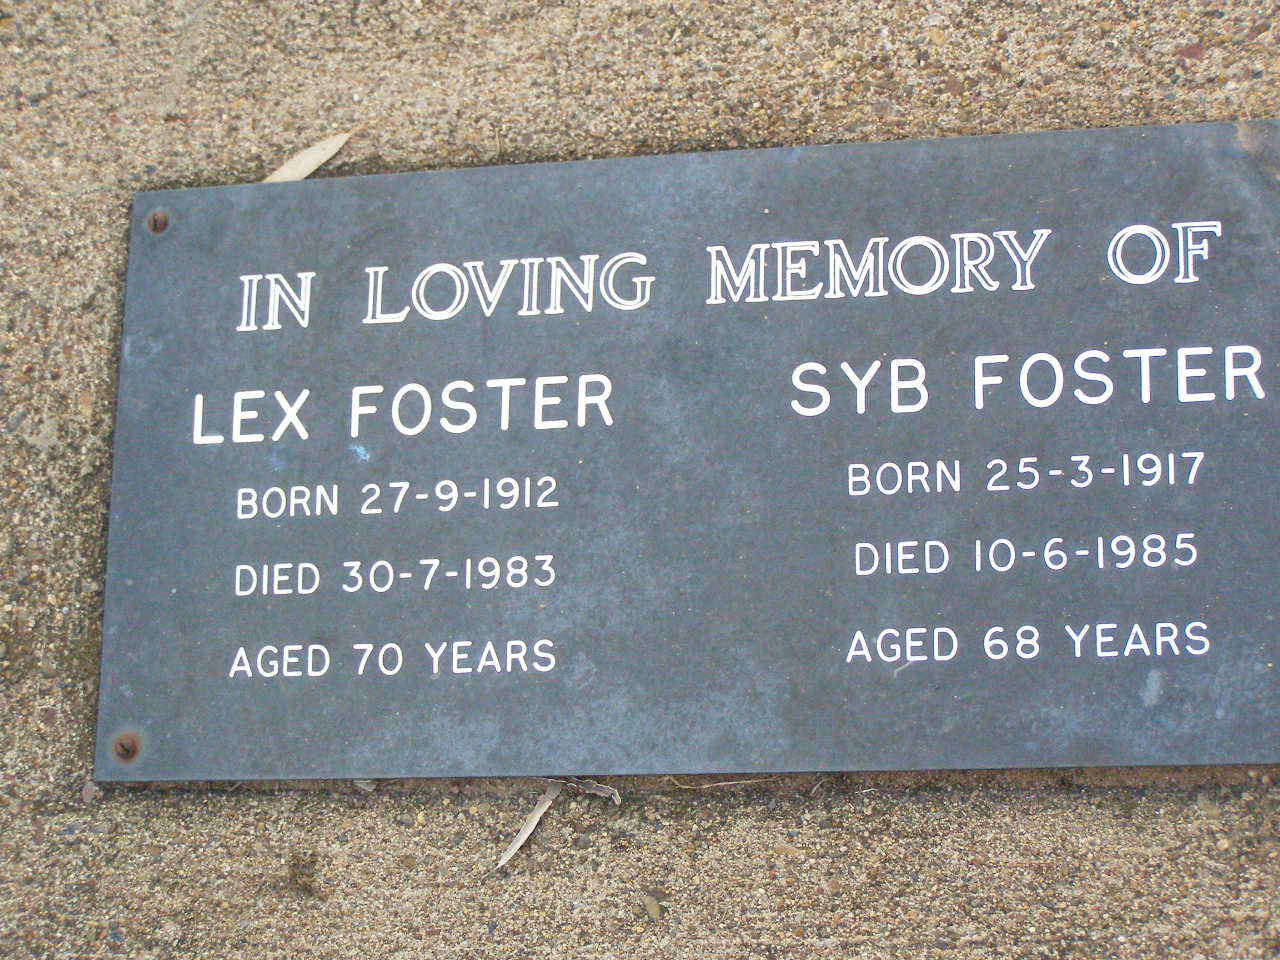 IN LOVING MEMORY OF
LEX FOSTER
BORN 27-9-1912
DIED 30-7-1983
AGED 70 YEARS
SYB FOSTER
BORN 25-3-1917
DIED 10-6-1985
AGED 68 YEARS